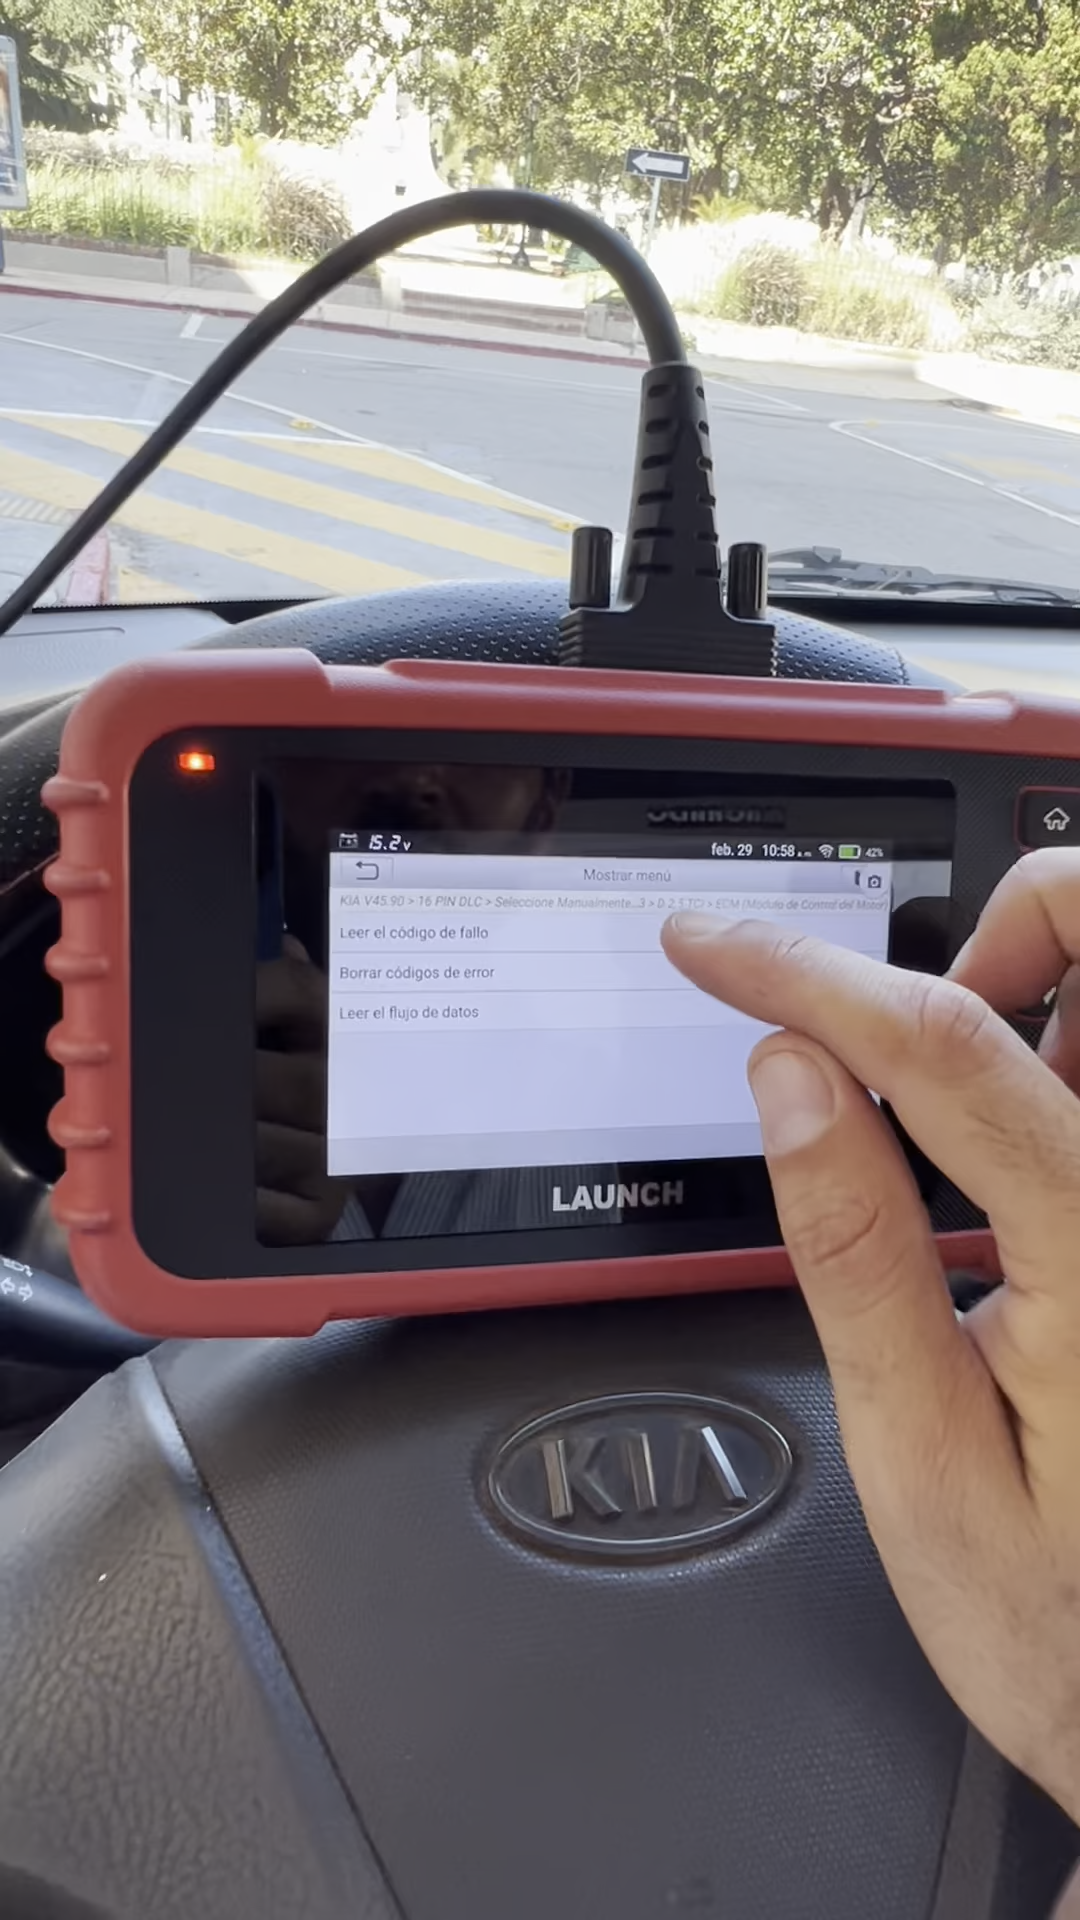 15.2 v
feb. 29 10:58 a.m 42%
Mostrar menú
KIA V45.90 > 16 PIN DLC > Seleccione Manualmente...3 > D 2.5 TCI > ECM (Módulo de Control del Motor)
Leer el código de fallo
Borrar códigos de error
Leer el flujo de datos
LAUNCH
KIA